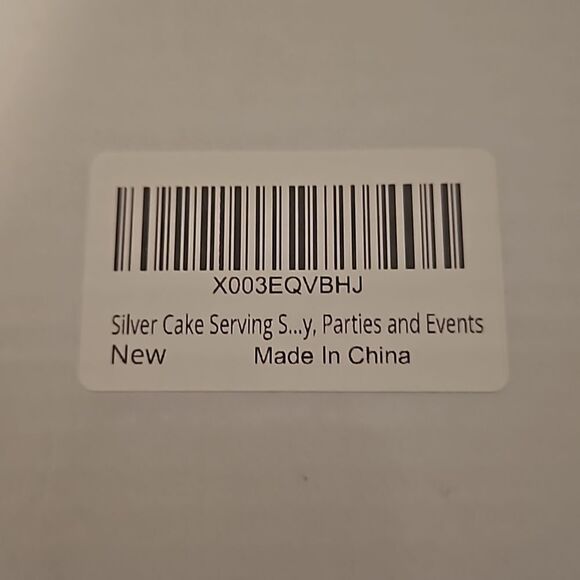 X003EQVBHJ
Silver Cake Serving S...y, Parties and Events
New Made In China